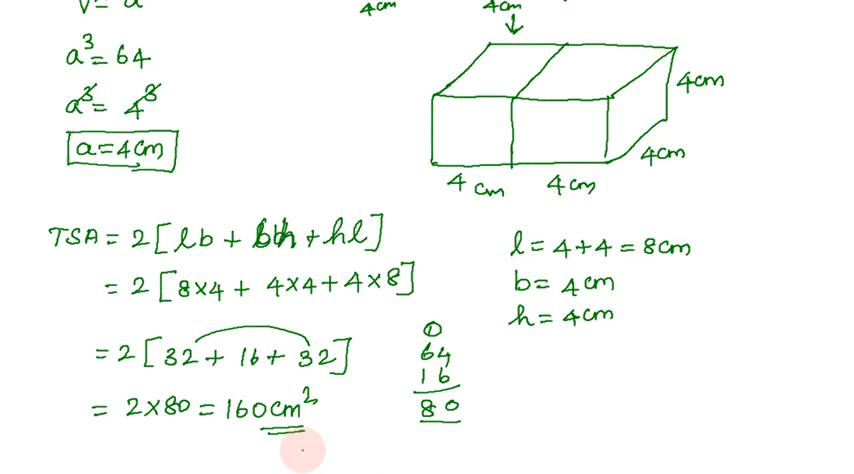 4cm 4cm
a³ = 64
a³ = 4³
a = 4cm
4cm
4cm
4 cm 4cm
TSA = 2[lb + bh + hl]
= 2[8×4 + 4×4 + 4×8]
= 2[32 + 16 + 32]
= 2×80 = 160cm²
l = 4+4 = 8cm
b = 4cm
h = 4cm
1
64
16
80